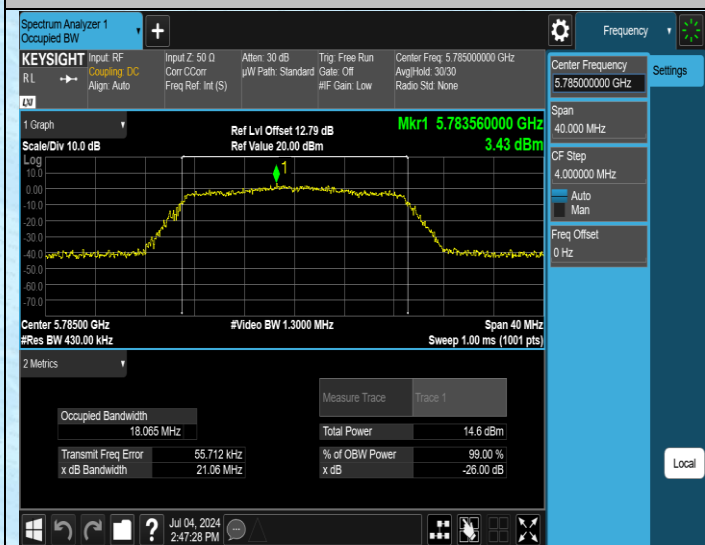 Spectrum Analyzer 1
Occupied BW
Frequency
KEYSIGHT
RL
LXI
Input: RF
Coupling: DC
Align: Auto
Input Z: 50 Ω
Corr CCorr
Freq Ref: Int (S)
Atten: 30 dB
µW Path: Standard
Trig: Free Run
Gate: Off
#IF Gain: Low
Center Freq: 5.785000000 GHz
Avg|Hold: 30/30
Radio Std: None
Center Frequency
5.785000000 GHz
Settings
Span
40.000 MHz
CF Step
4.000000 MHz
Auto
Man
Freq Offset
0 Hz
Local
1 Graph
Scale/Div 10.0 dB
Ref Lvl Offset 12.79 dB
Ref Value 20.00 dBm
Mkr1 5.783560000 GHz
3.43 dBm
Log
10.0
0.00
-10.0
-20.0
-30.0
-40.0
-50.0
-60.0
-70.0
1
Center 5.78500 GHz
#Res BW 430.00 kHz
#Video BW 1.3000 MHz
Span 40 MHz
Sweep 1.00 ms (1001 pts)
2 Metrics
Measure Trace Trace 1
Occupied Bandwidth
18.065 MHz
Total Power 14.6 dBm
Transmit Freq Error 55.712 kHz
% of OBW Power 99.00 %
x dB Bandwidth 21.06 MHz
x dB -26.00 dB
Jul 04, 2024
2:47:28 PM